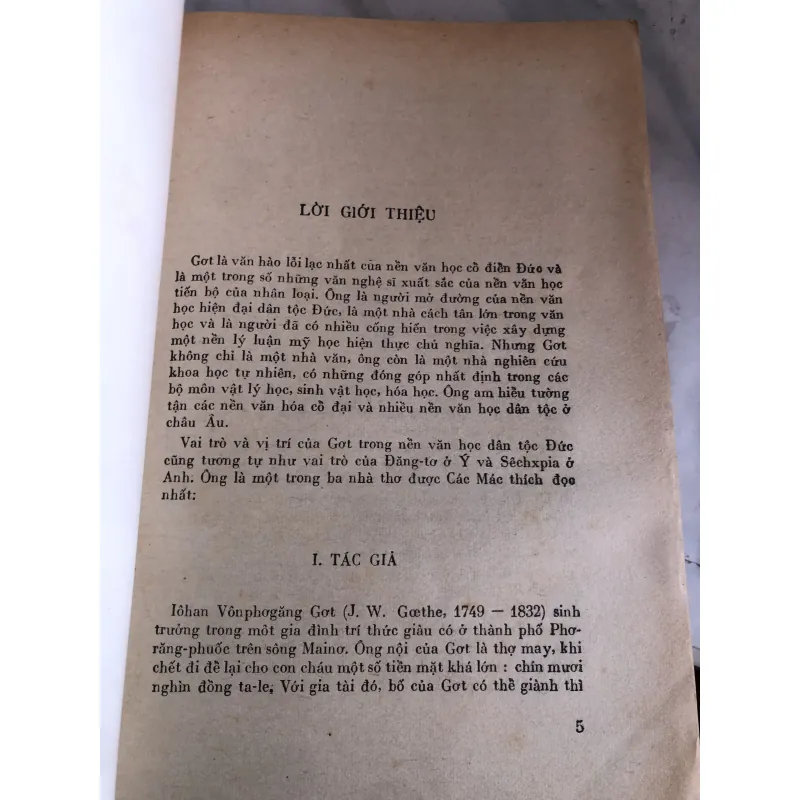 LỜI GIỚI THIỆU
Gơt là văn hào lỗi lạc nhất của nền văn học cổ điển Đức và
là một trong số những văn nghệ sĩ xuất sắc của nền văn học
tiến bộ của nhân loại. Ông là người mở đường của nền văn
học hiện đại dân tộc Đức, là một nhà cách tân lớn trong văn
học và là người đã có nhiều cống hiến trong việc xây dựng
một nền lý luận mỹ học hiện thực chủ nghĩa. Nhưng Gơt
không chỉ là một nhà văn, ông còn là một nhà nghiên cứu
khoa học tự nhiên, có những đóng góp nhất định trong các
bộ môn vật lý học, sinh vật học, hóa học. Ông am hiểu tường
tận các nền văn hóa cổ đại và nhiều nền văn học dân tộc ở
châu Âu.
Vai trò và vị trí của Gơt trong nền văn học dân tộc Đức
cũng tương tự như vai trò của Đăng-tơ ở Ý và Sêchxpia ở
Anh. Ông là một trong ba nhà thơ được Các Mác thích đọc
nhất:
I. TÁC GIẢ
Iôhan Vônphơgăng Gơt (J. W. Gœthe, 1749 — 1832) sinh
trưởng trong môt gia đình trí thức giàu có ở thành phố Phơ-
răng-phuốc trên sông Mainơ. Ông nội của Gơt là thợ may, khi
chết đi để lại cho con cháu một số tiền mặt khá lớn : chín mươi
nghìn đồng ta-le, Với gia tài đó, bố của Gơt có thể giành thì
5